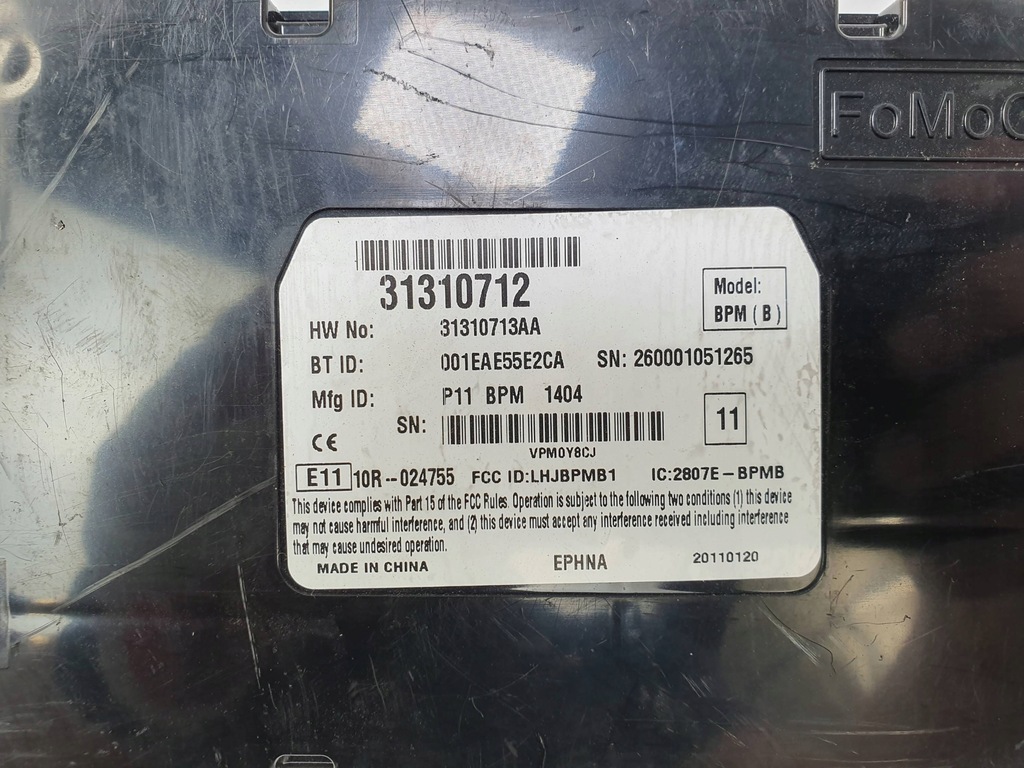 FoMoC
31310712
Model:
BPM (B)
HW No: 31310713AA
BT ID: 001EAE55E2CA SN: 260001051265
Mfg ID: P11 BPM 1404
11
SN:
VPM0Y8CJ
CE
E11 10R--024755 FCC ID:LHJBPMB1 IC:2807E-BPMB
This device complies with Part 15 of the FCC Rules. Operation is subject to the following two conditions (1) this device
may not cause harmful interference, and (2) this device must accept any interference received including interference
that may cause undesired operation.
MADE IN CHINA EPHNA 20110120